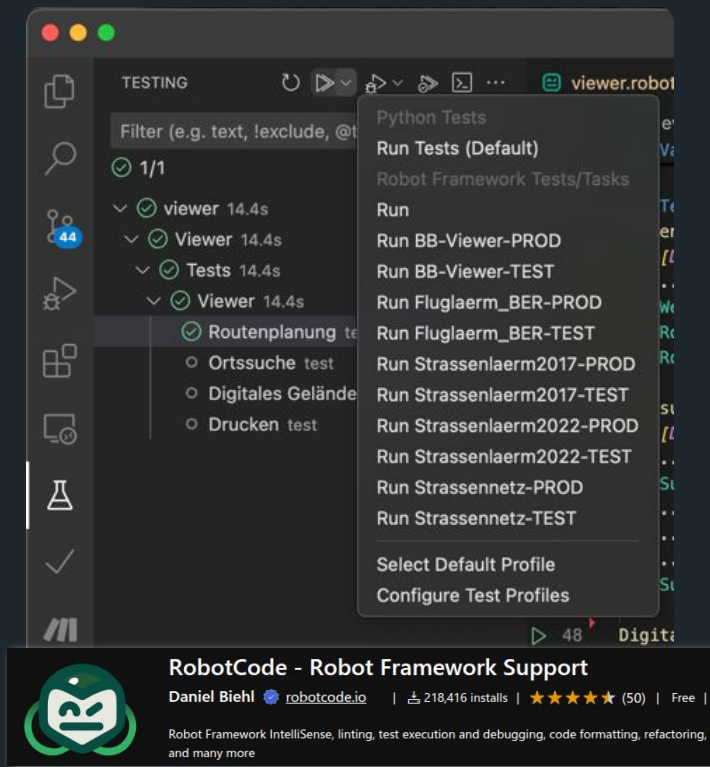 TESTING
viewer.robot
Filter (e.g. text, !exclude, @t
1/1
viewer 14.4s
Viewer 14.4s
Tests 14.4s
Viewer 14.4s
Routenplanung te
Ortssuche test
Digitales Gelände
Drucken test
44
Python Tests
Run Tests (Default)
Robot Framework Tests/Tasks
Run
Run BB-Viewer-PROD
Run BB-Viewer-TEST
Run Fluglaerm_BER-PROD
Run Fluglaerm_BER-TEST
Run Strassenlaerm2017-PROD
Run Strassenlaerm2017-TEST
Run Strassenlaerm2022-PROD
Run Strassenlaerm2022-TEST
Run Strassennetz-PROD
Run Strassennetz-TEST
Select Default Profile
Configure Test Profiles
48 Digita
RobotCode - Robot Framework Support
Daniel Biehl robotcode.io | 218,416 installs | (50) | Free |
Robot Framework IntelliSense, linting, test execution and debugging, code formatting, refactoring,
and many more